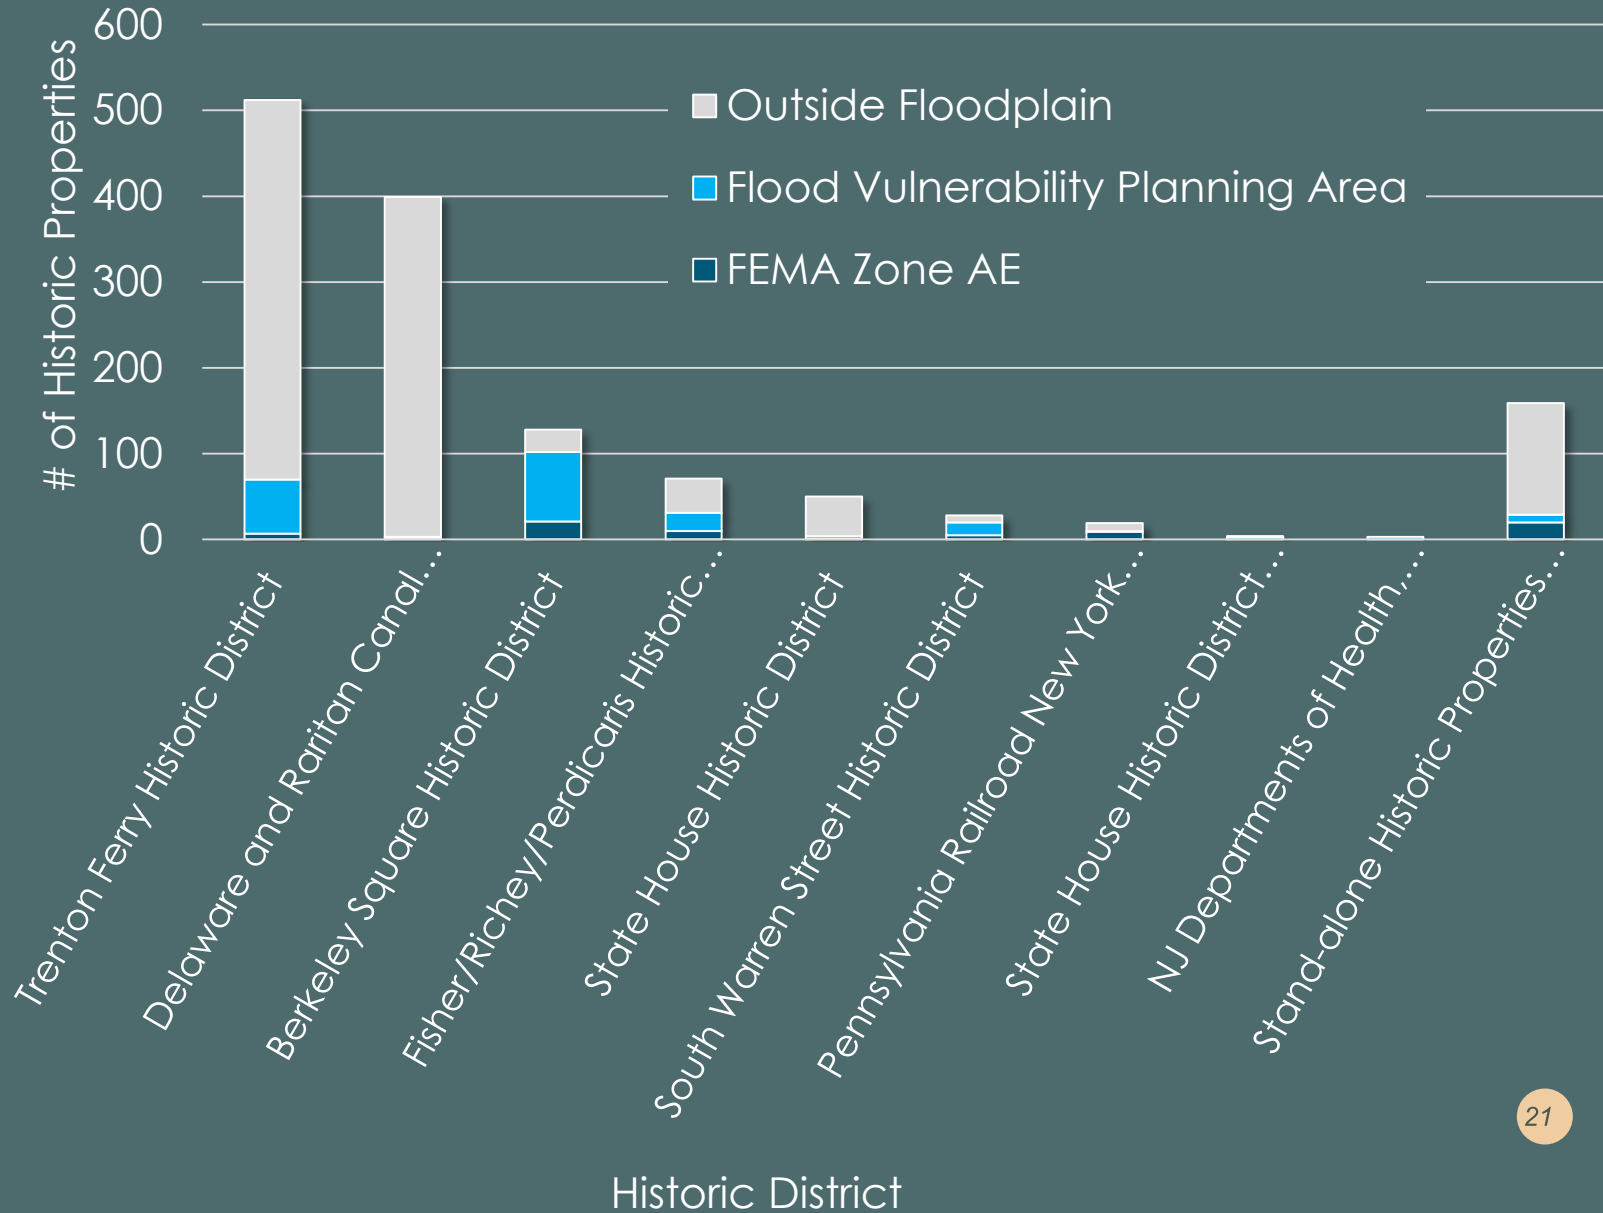 600
500
400
300
200
100
0
# of Historic Properties
Outside Floodplain
Flood Vulnerability Planning Area
FEMA Zone AE
Trenton Ferry Historic District
Delaware and Raritan Canal...
Berkeley Square Historic District
Fisher/Richey/Perdicaris Historic...
State House Historic District
South Warren Street Historic District
Pennsylvania Railroad New York...
State House Historic District...
NJ Departments of Health,...
Stand-alone Historic Properties...
21
Historic District